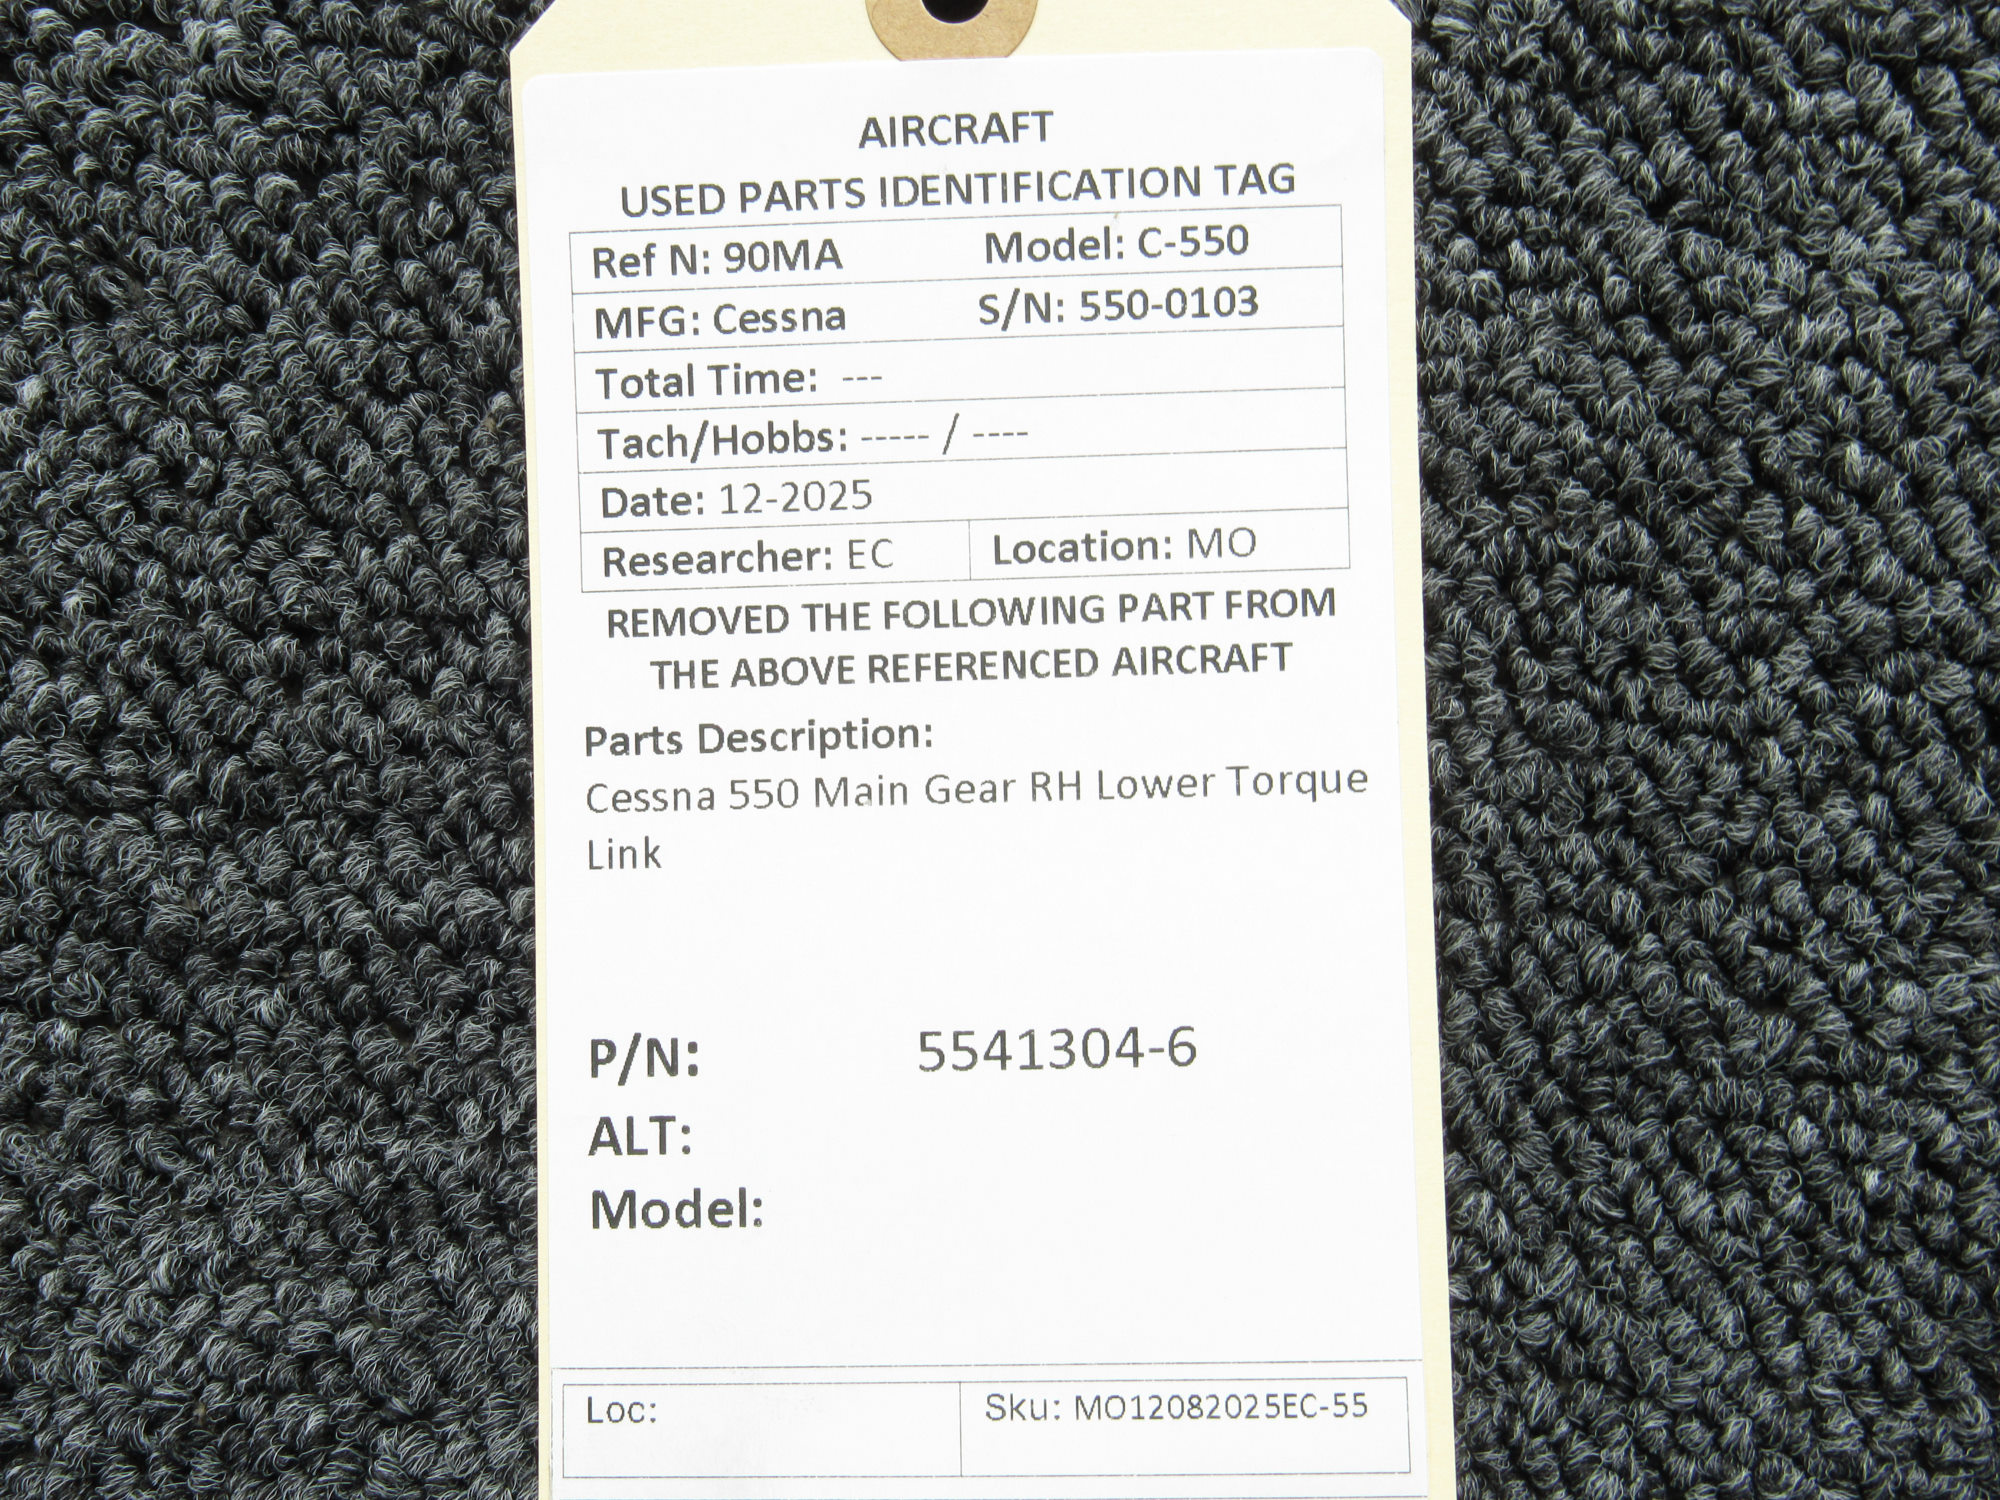 AIRCRAFT
USED PARTS IDENTIFICATION TAG
Ref N: 90MA Model: C-550
MFG: Cessna S/N: 550-0103
Total Time: ---
Tach/Hobbs: ----- / ----
Date: 12-2025
Researcher: EC Location: MO
REMOVED THE FOLLOWING PART FROM
THE ABOVE REFERENCED AIRCRAFT
Parts Description:
Cessna 550 Main Gear RH Lower Torque
Link
P/N: 5541304-6
ALT:
Model:
Loc: Sku: MO12082025EC-55